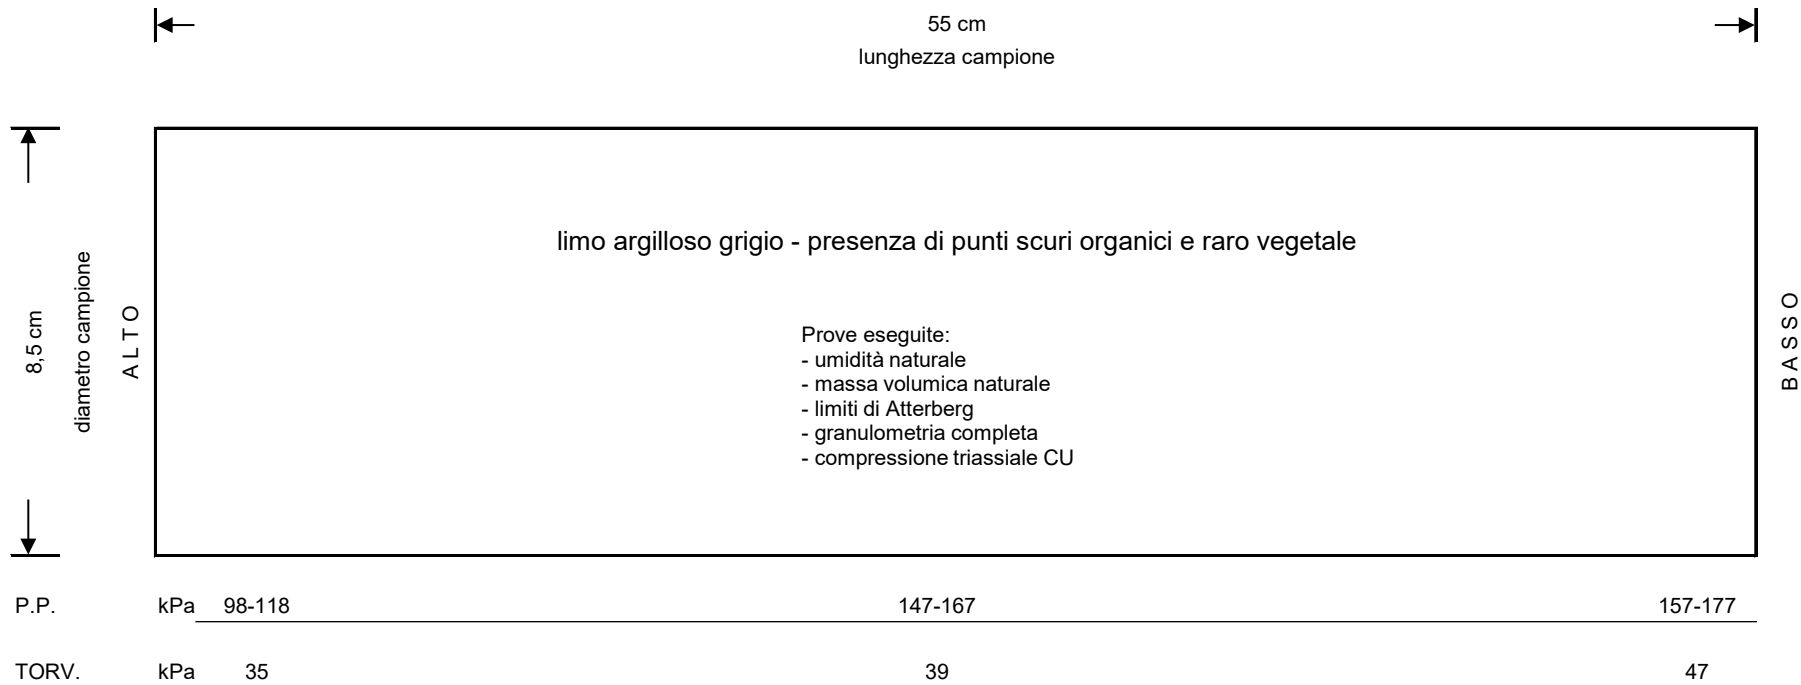 55 cm
lunghezza campione
8,5 cm
diametro campione
ALTO
limo argilloso grigio - presenza di punti scuri organici e raro vegetale
Prove eseguite:
- umidità naturale
- massa volumica naturale
- limiti di Atterberg
- granulometria completa
- compressione triassiale CU
BASSO
P.P. kPa 98-118 147-167 157-177
TORV. kPa 35 39 47